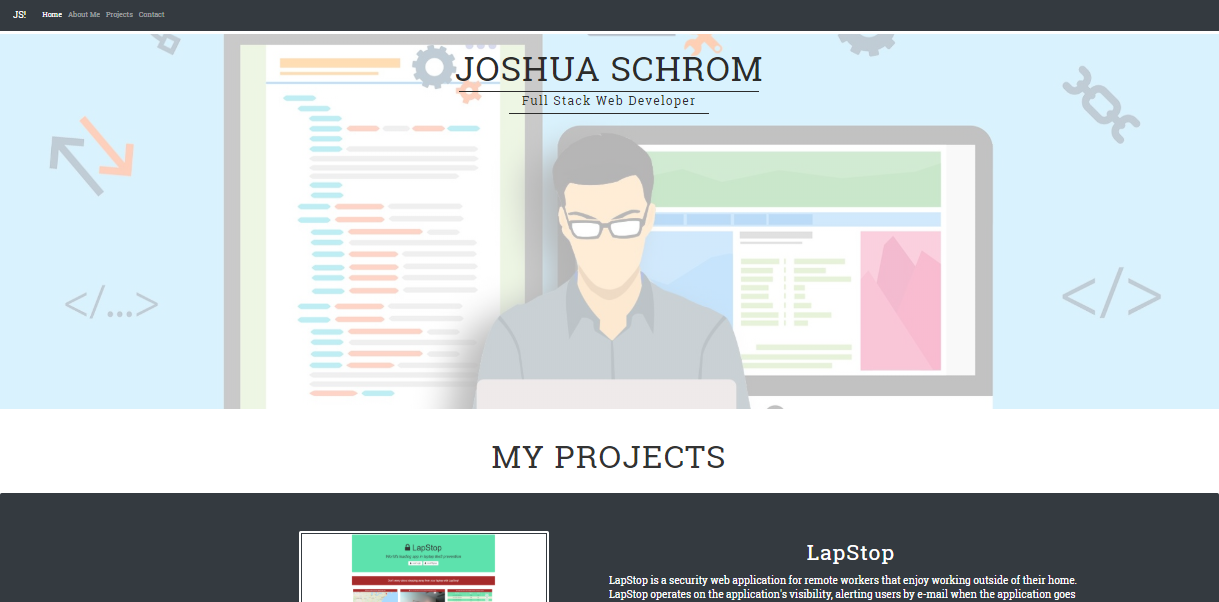 JS! Home About Me Projects Contact
JOSHUA SCHROM
Full Stack Web Developer
</...>
</>
MY PROJECTS
LapStop
LapStop
LapStop is a security web application for remote workers that enjoy working outside of their home.
LapStop operates on the application's visibility, alerting users by e-mail when the application goes